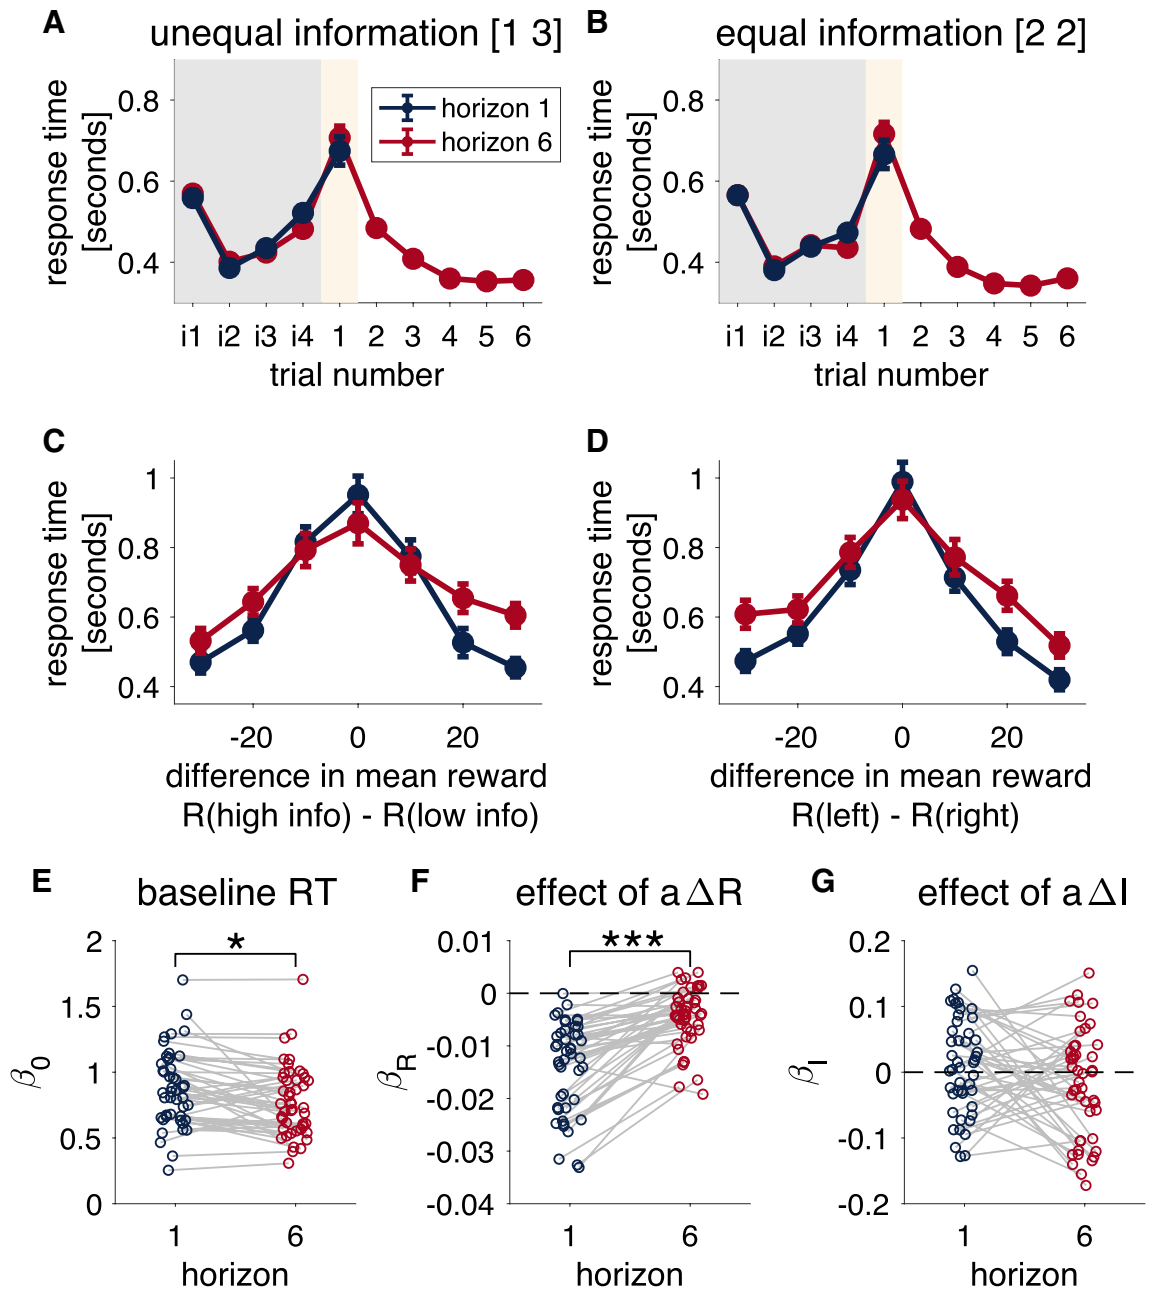 A
unequal information [1 3]
response time
[seconds]
0.8
0.6
0.4
horizon 1
horizon 6
i1 i2 i3 i4 1 2 3 4 5 6
trial number
B
equal information [2 2]
response time
[seconds]
0.8
0.6
0.4
i1 i2 i3 i4 1 2 3 4 5 6
trial number
C
response time
[seconds]
1
0.8
0.6
0.4
-20 0 20
difference in mean reward
R(high info) - R(low info)
D
response time
[seconds]
1
0.8
0.6
0.4
-20 0 20
difference in mean reward
R(left) - R(right)
E
baseline RT
*
β0
2
1.5
1
0.5
0
1 6
horizon
F
effect of a ΔR
***
βR
0.01
0
-0.01
-0.02
-0.03
-0.04
1 6
horizon
G
effect of a ΔI
βI
0.2
0.1
0
-0.1
-0.2
1 6
horizon